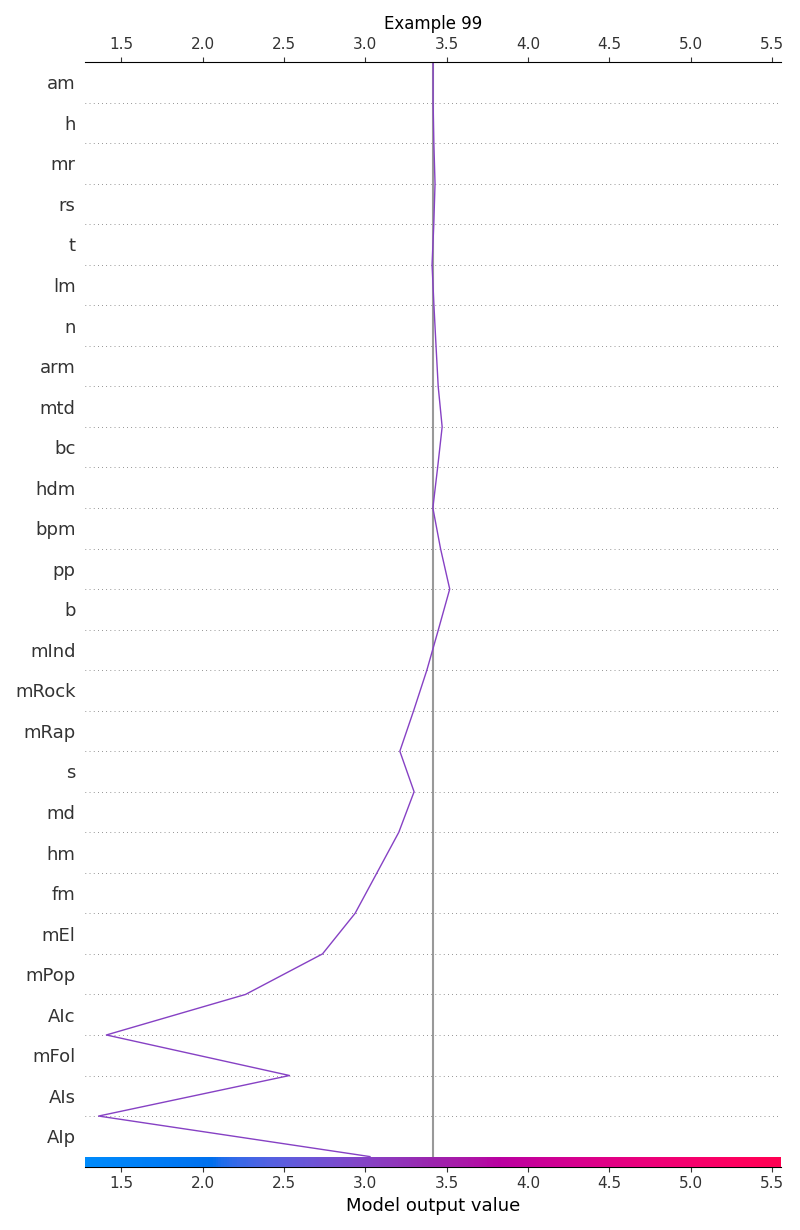 Example 99
1.5 2.0 2.5 3.0 3.5 4.0 4.5 5.0 5.5
am
h
mr
rs
t
lm
n
arm
mtd
bc
hdm
bpm
pp
b
mInd
mRock
mRap
s
md
hm
fm
mEl
mPop
AIc
mFol
AIs
AIp
1.5 2.0 2.5 3.0 3.5 4.0 4.5 5.0 5.5
Model output value